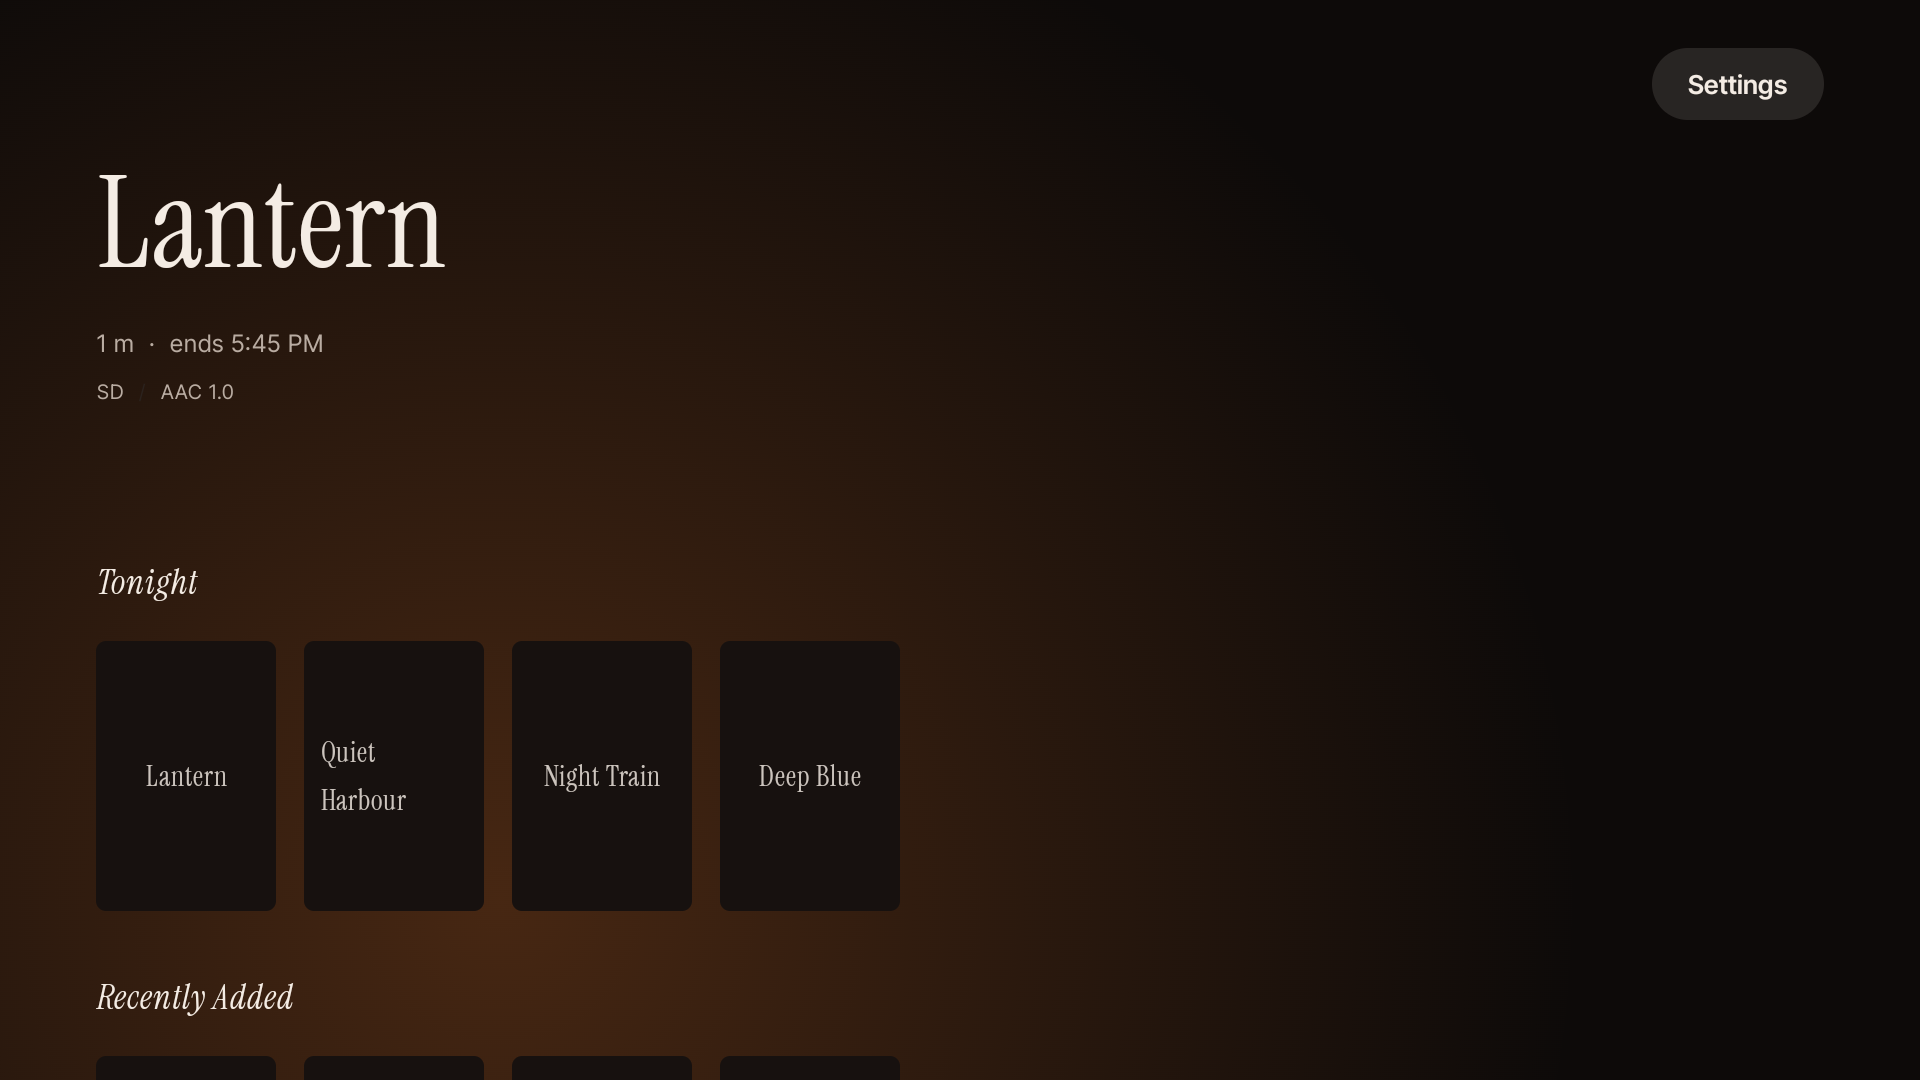 Settings
Lantern
1 m · ends 5:45 PM
SD / AAC 1.0
Tonight
Lantern
Quiet
Harbour
Night Train
Deep Blue
Recently Added